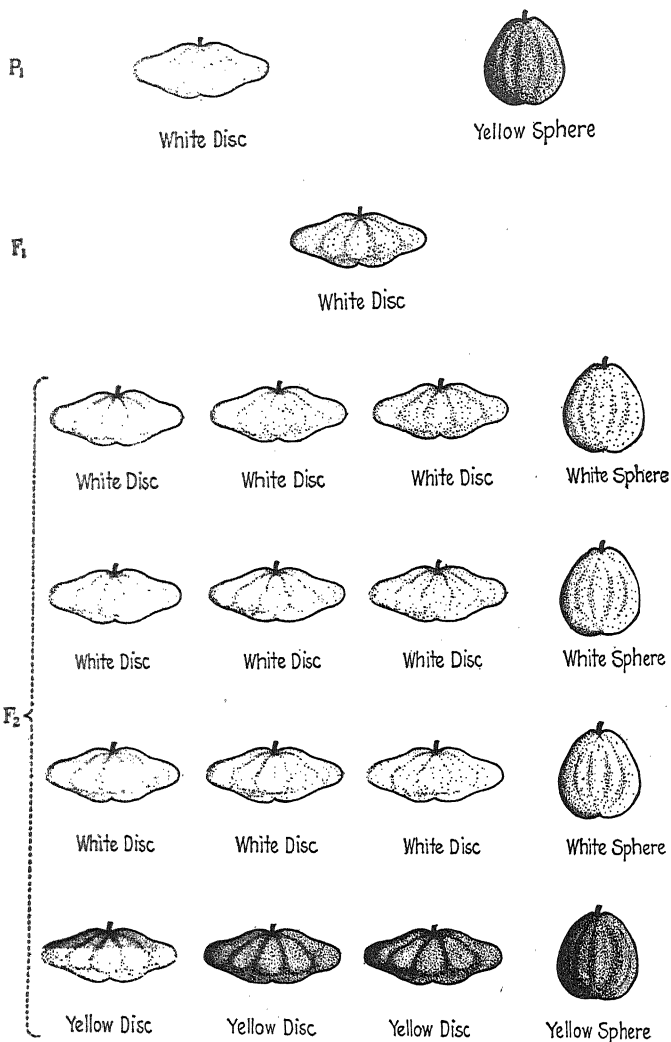 P₁
White Disc
Yellow Sphere
F₁
White Disc
White Disc White Disc White Disc White Sphere
White Disc White Disc White Disc White Sphere
F₂
White Disc White Disc White Disc White Sphere
Yellow Disc Yellow Disc Yellow Disc Yellow Sphere